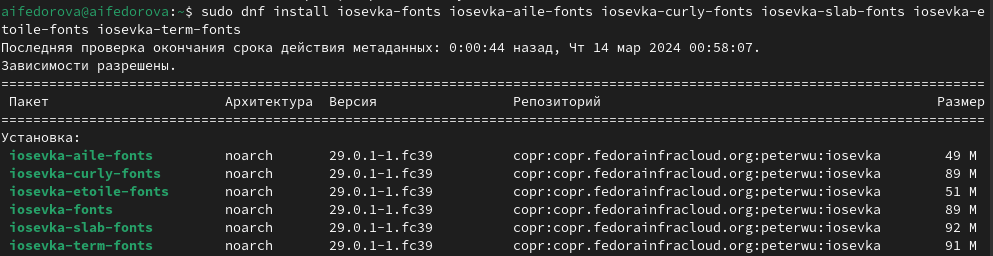 aifedorova@aifedorova:~$ sudo dnf install iosevka-fonts iosevka-aile-fonts iosevka-curly-fonts iosevka-slab-fonts iosevka-e
toile-fonts iosevka-term-fonts
Последняя проверка окончания срока действия метаданных: 0:00:44 назад, Чт 14 мар 2024 00:58:07.
Зависимости разрешены.
================================================================================
Пакет Архитектура Версия Репозиторий Размер
================================================================================
Установка:
iosevka-aile-fonts noarch 29.0.1-1.fc39 copr:copr.fedorainfracloud.org:peterwu:iosevka 49 M
iosevka-curly-fonts noarch 29.0.1-1.fc39 copr:copr.fedorainfracloud.org:peterwu:iosevka 89 M
iosevka-etoile-fonts noarch 29.0.1-1.fc39 copr:copr.fedorainfracloud.org:peterwu:iosevka 51 M
iosevka-fonts noarch 29.0.1-1.fc39 copr:copr.fedorainfracloud.org:peterwu:iosevka 89 M
iosevka-slab-fonts noarch 29.0.1-1.fc39 copr:copr.fedorainfracloud.org:peterwu:iosevka 92 M
iosevka-term-fonts noarch 29.0.1-1.fc39 copr:copr.fedorainfracloud.org:peterwu:iosevka 91 M